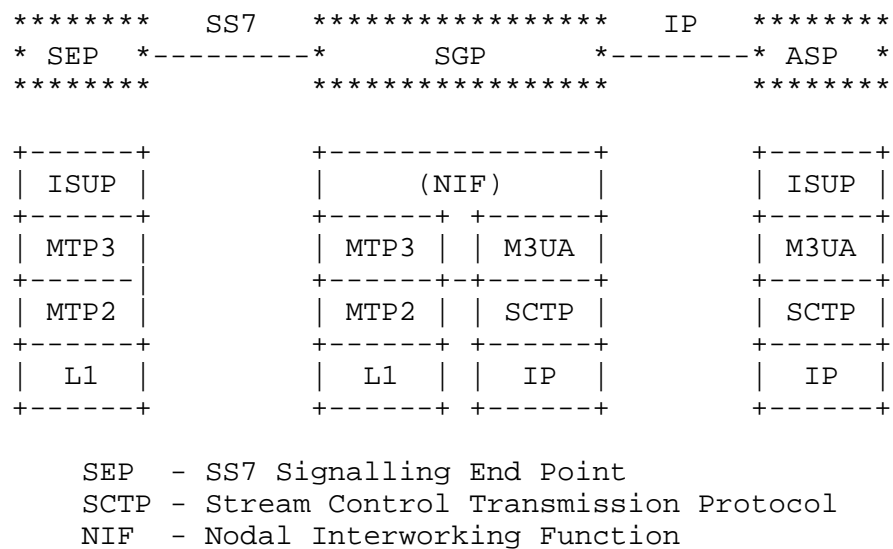 ********      SS7      *****************      IP     ********
* SEP  *---------*       SGP       *--------* ASP  *
********               *****************             ********
+------+         +---------------+         +------+
| ISUP |         |     (NIF)     |         | ISUP |
+------+         +------+ +------+         +------+
| MTP3 |         | MTP3 | | M3UA |         | M3UA |
+------|         +------+-+------+         +------+
| MTP2 |         | MTP2 | | SCTP |         | SCTP |
+------+         +------+ +------+         +------+
|  L1  |         |  L1  | |  IP  |         |  IP  |
+------+         +------+ +------+         +------+
SEP  - SS7 Signalling End Point
SCTP - Stream Control Transmission Protocol
NIF  - Nodal Interworking Function